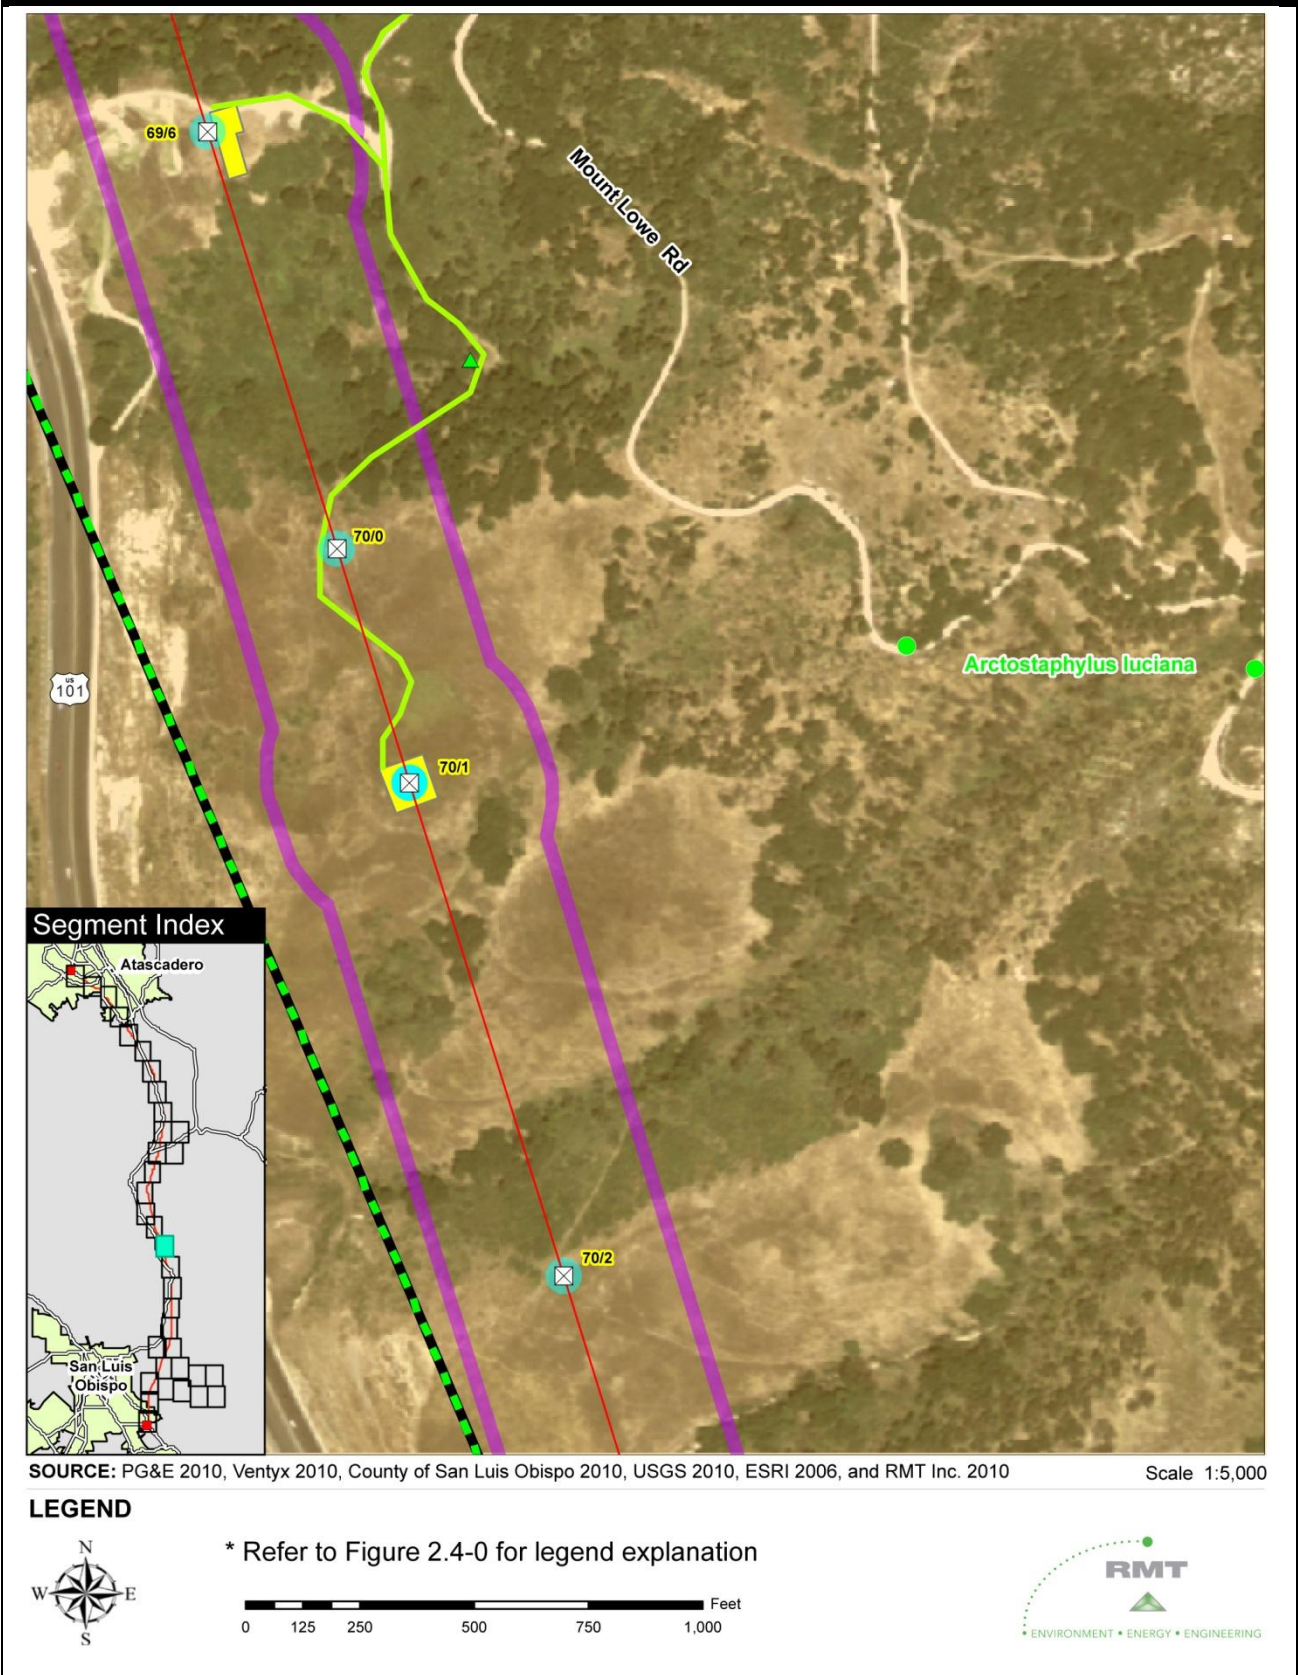 69/6
Mount Lowe Rd
70/0
US
101
Arctostaphylus luciana
70/1
Segment Index
Atascadero
70/2
San Luis
Obispo
SOURCE: PG&E 2010, Ventyx 2010, County of San Luis Obispo 2010, USGS 2010, ESRI 2006, and RMT Inc. 2010
Scale 1:5,000
LEGEND
N
W
E
S
* Refer to Figure 2.4-0 for legend explanation
Feet
0 125 250 500 750 1,000
RMT
• ENVIRONMENT • ENERGY • ENGINEERING